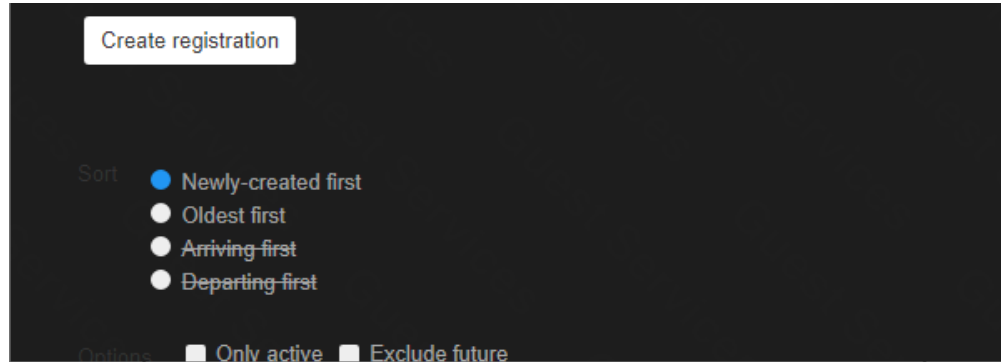 Create registration
Sort
Newly-created first
Oldest first
Arriving first
Departing first
Options Only active Exclude future